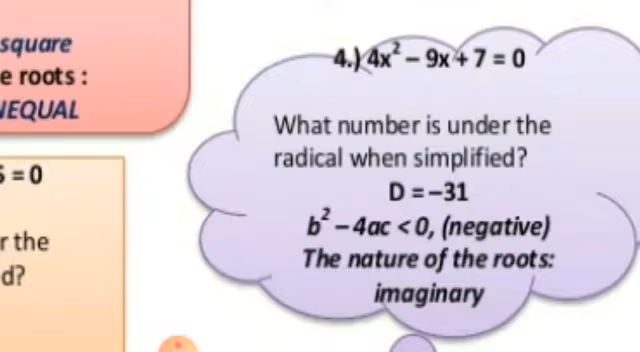 square
e roots :
NEQUAL
5 = 0
r the
d?
4.) 4x² – 9x + 7 = 0
What number is under the
radical when simplified?
D = –31
b² – 4ac < 0, (negative)
The nature of the roots:
imaginary